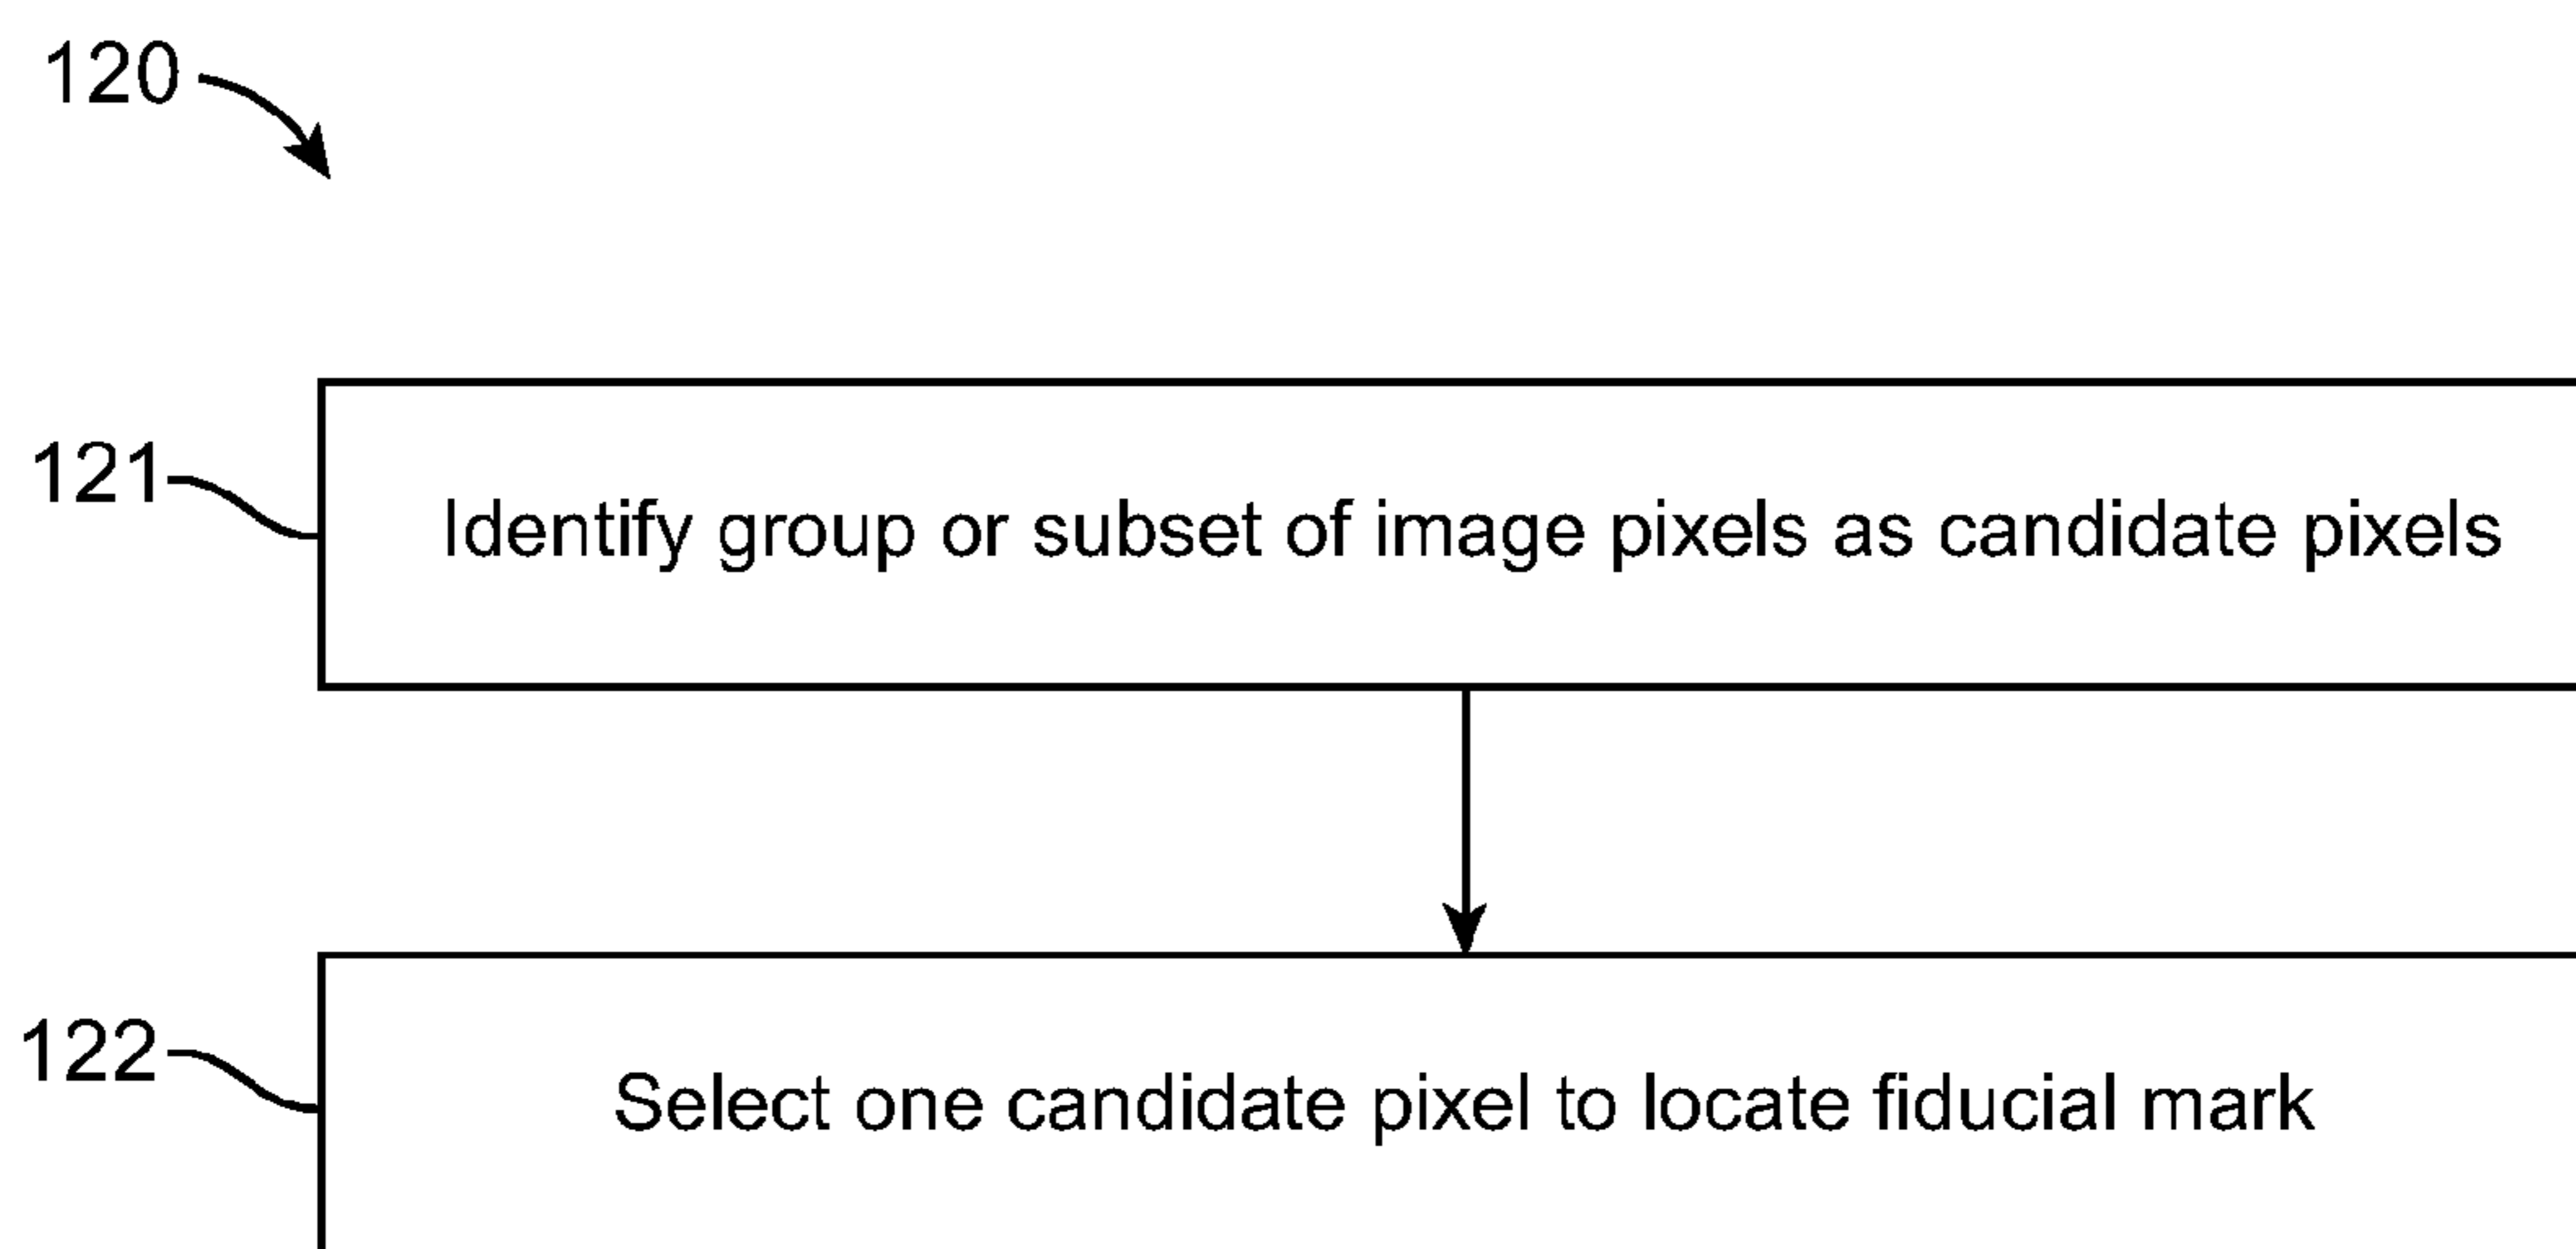 120
121
Identify group or subset of image pixels as candidate pixels
122
Select one candidate pixel to locate fiducial mark